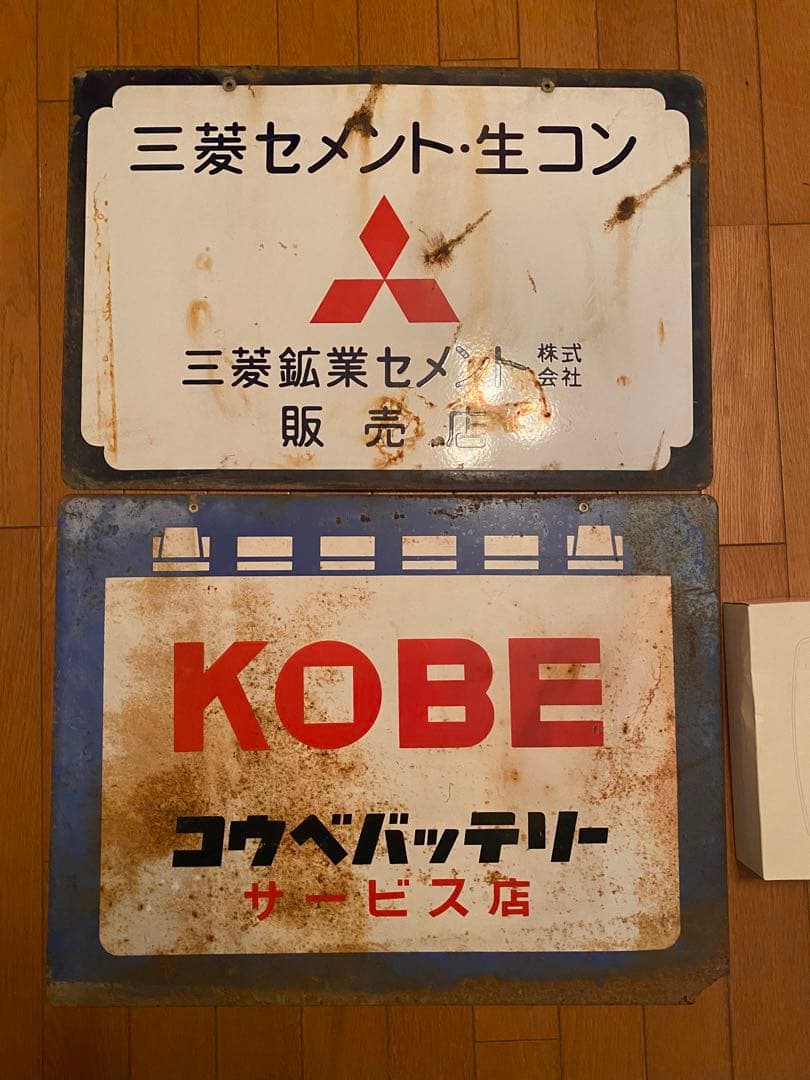 三菱セメント・生コン
三菱鉱業セメント株式会社
販売店
KOBE
コウベバッテリー
サービス店